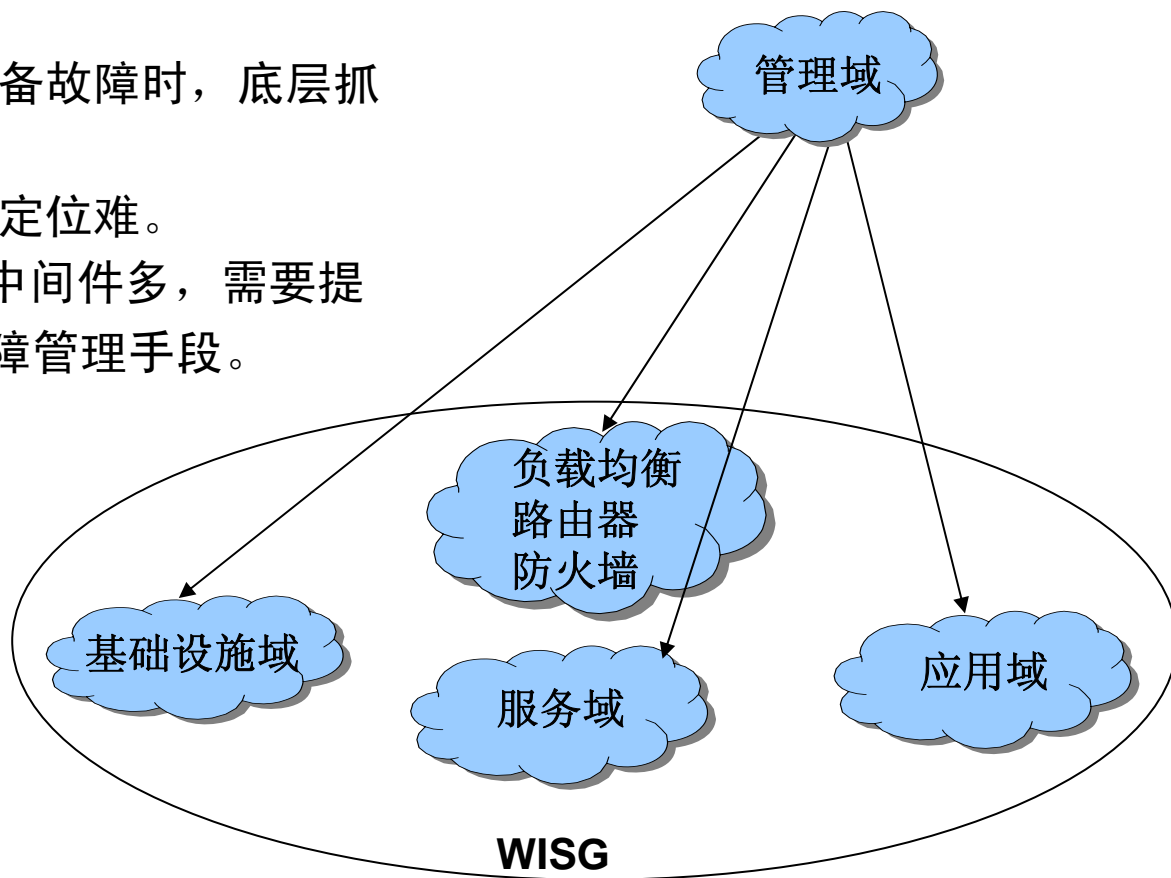 备故障时，底层抓
定位难。
中间件多，需要提
障管理手段。
管理域
负载均衡
路由器
防火墙
基础设施域
服务域
应用域
WISG